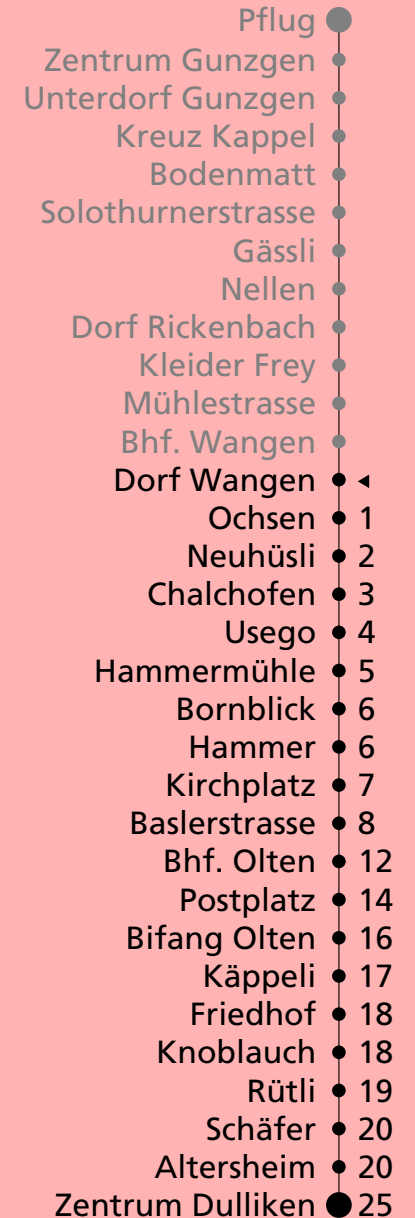 Pflug
Zentrum Gunzgen
Unterdorf Gunzgen
Kreuz Kappel
Bodenmatt
Solothurnerstrasse
Gässli
Nellen
Dorf Rickenbach
Kleider Frey
Mühlestrasse
Bhf. Wangen
Dorf Wangen
Ochsen 1
Neuhüsli 2
Chalchofen 3
Usego 4
Hammermühle 5
Bornblick 6
Hammer 6
Kirchplatz 7
Baslerstrasse 8
Bhf. Olten 12
Postplatz 14
Bifang Olten 16
Käppeli 17
Friedhof 18
Knoblauch 18
Rütli 19
Schäfer 20
Altersheim 20
Zentrum Dulliken 25